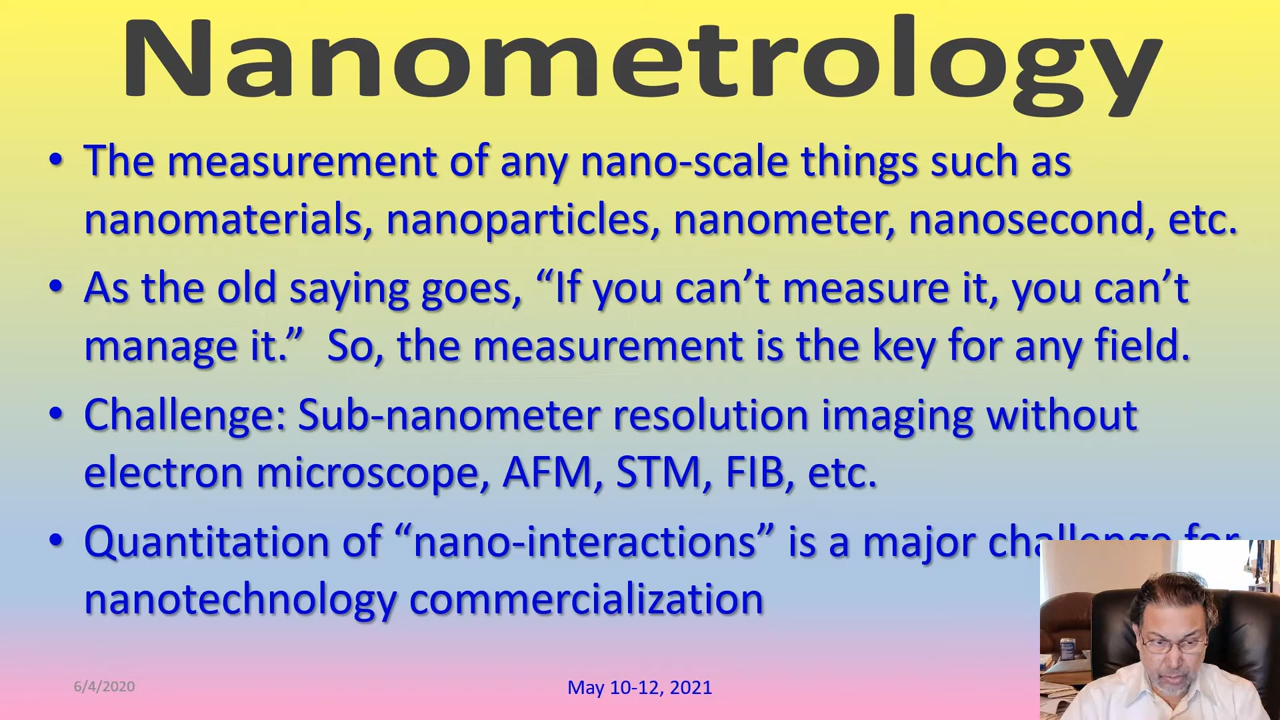 Nanometrology
• The measurement of any nano-scale things such as
nanomaterials, nanoparticles, nanometer, nanosecond, etc.
• As the old saying goes, “If you can’t measure it, you can’t
manage it.”  So, the measurement is the key for any field.
• Challenge: Sub-nanometer resolution imaging without
electron microscope, AFM, STM, FIB, etc.
• Quantitation of “nano-interactions” is a major challenge for
nanotechnology commercialization
6/4/2020
May 10-12, 2021